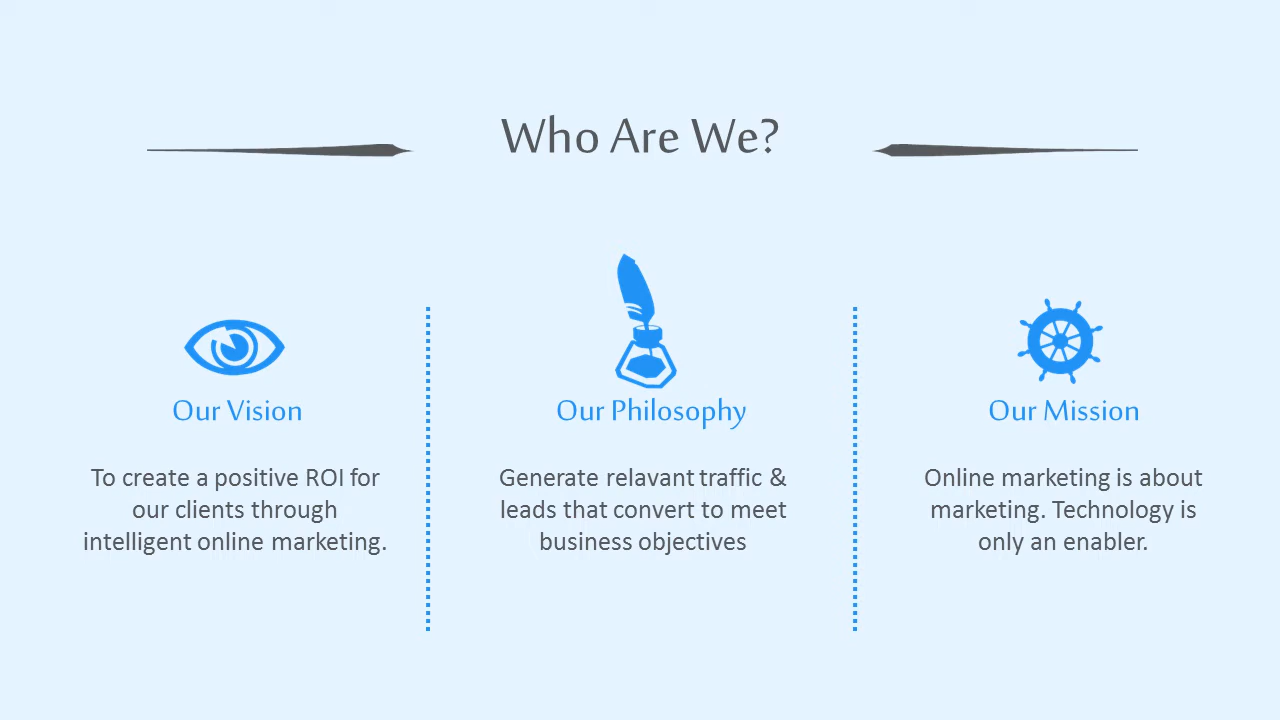 Who Are We?
Our Vision
To create a positive ROI for
our clients through
intelligent online marketing.
Our Philosophy
Generate relavant traffic &
leads that convert to meet
business objectives
Our Mission
Online marketing is about
marketing. Technology is
only an enabler.